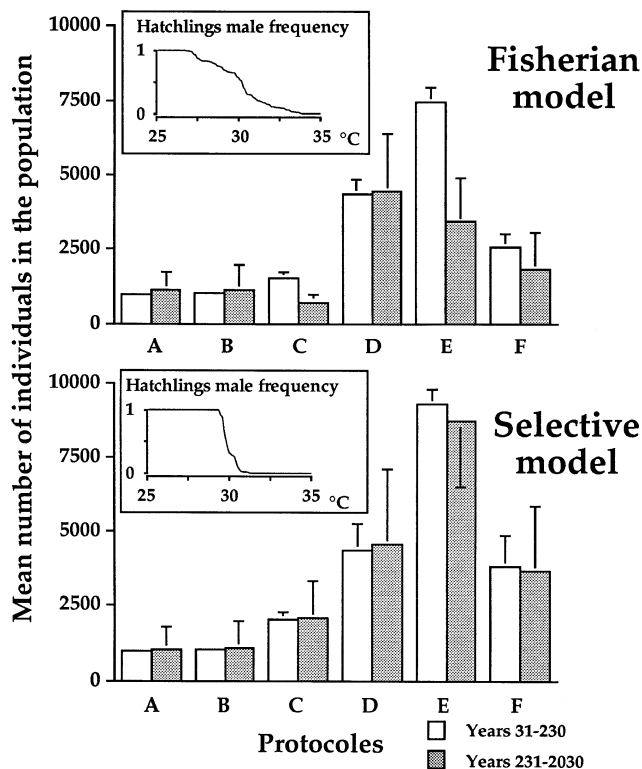 Mean number of individuals in the population
10000
7500
5000
2500
0
Hatchlings male frequency
1
0
25 30 35 °C
Fisherian
model
A B C D E F
10000
7500
5000
2500
0
Hatchlings male frequency
1
0
25 30 35
Selective
model
A B C D E F
Protocoles
Years 31-230
Years 231-2030